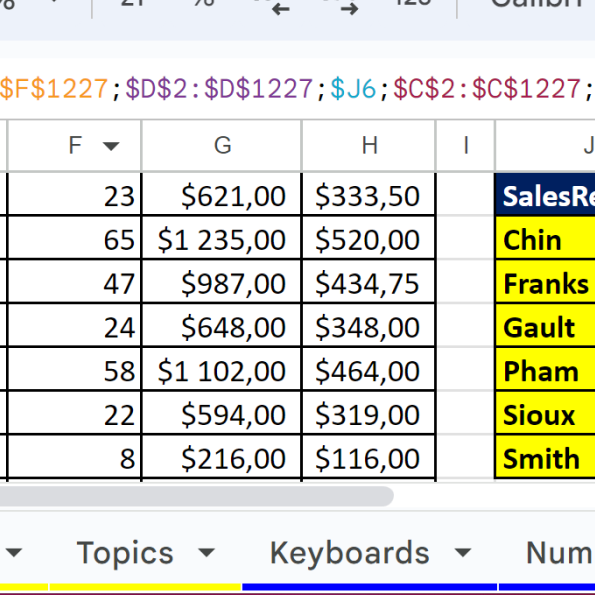 $F$1227;$D$2:$D$1227;$J6;$C$2:$C$1227;
F G H I J
23 $621,00 $333,50 SalesRe
65 $1 235,00 $520,00 Chin
47 $987,00 $434,75 Franks
24 $648,00 $348,00 Gault
58 $1 102,00 $464,00 Pham
22 $594,00 $319,00 Sioux
8 $216,00 $116,00 Smith
Topics Keyboards Num